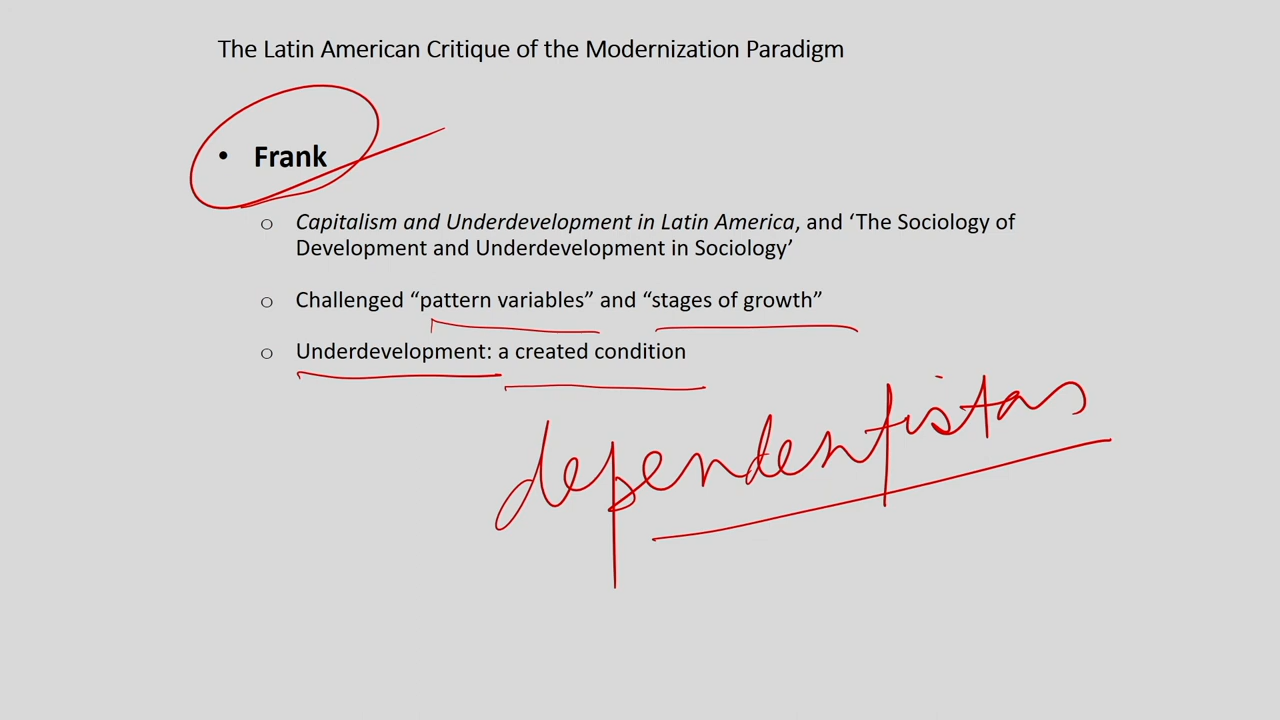 The Latin American Critique of the Modernization Paradigm
• Frank
o Capitalism and Underdevelopment in Latin America, and ‘The Sociology of
Development and Underdevelopment in Sociology’
o Challenged “pattern variables” and “stages of growth”
o Underdevelopment: a created condition
dependentistas